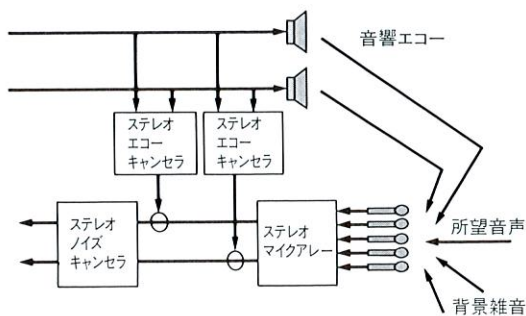 音響エコー
ステレオ
エコー
キャンセラ
ステレオ
エコー
キャンセラ
ステレオ
ノイズ
キャンセラ
ステレオ
マイクアレー
所望音声
背景雑音